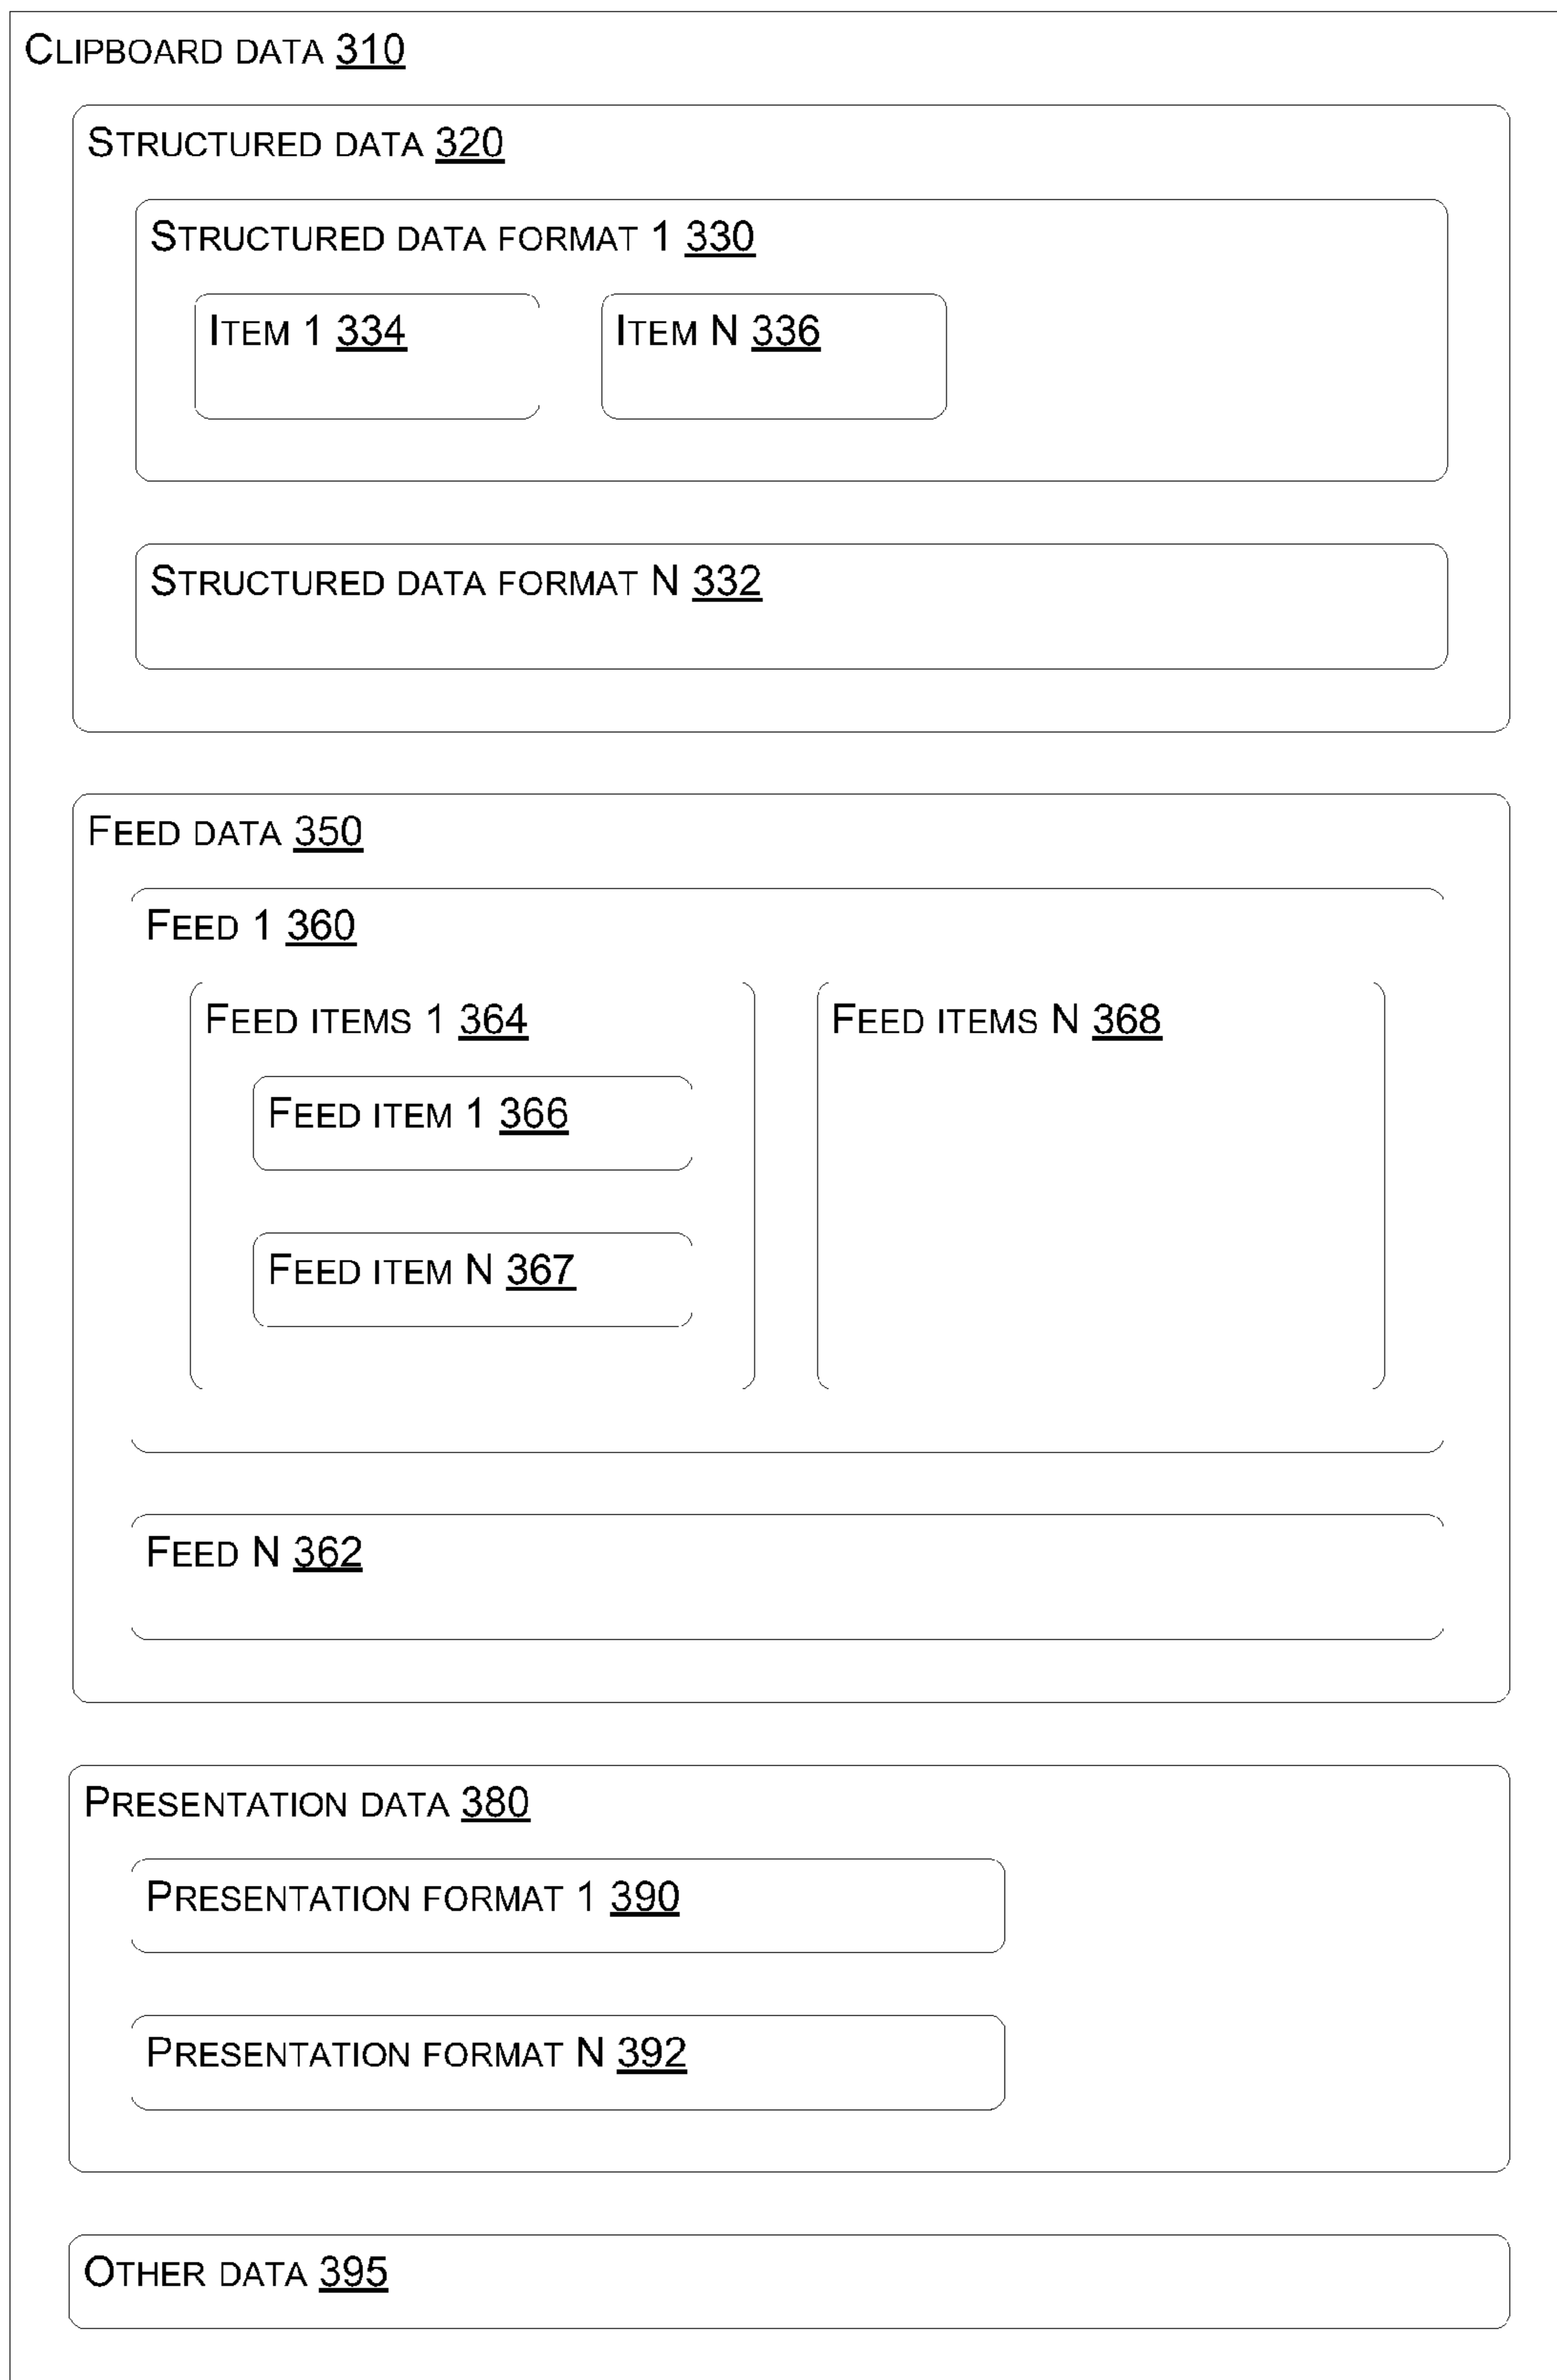 CLIPBOARD DATA 310
STRUCTURED DATA 320
STRUCTURED DATA FORMAT 1 330
ITEM 1 334
ITEM N 336
STRUCTURED DATA FORMAT N 332
FEED DATA 350
FEED 1 360
FEED ITEMS 1 364
FEED ITEMS N 368
FEED ITEM 1 366
FEED ITEM N 367
FEED N 362
PRESENTATION DATA 380
PRESENTATION FORMAT 1 390
PRESENTATION FORMAT N 392
OTHER DATA 395